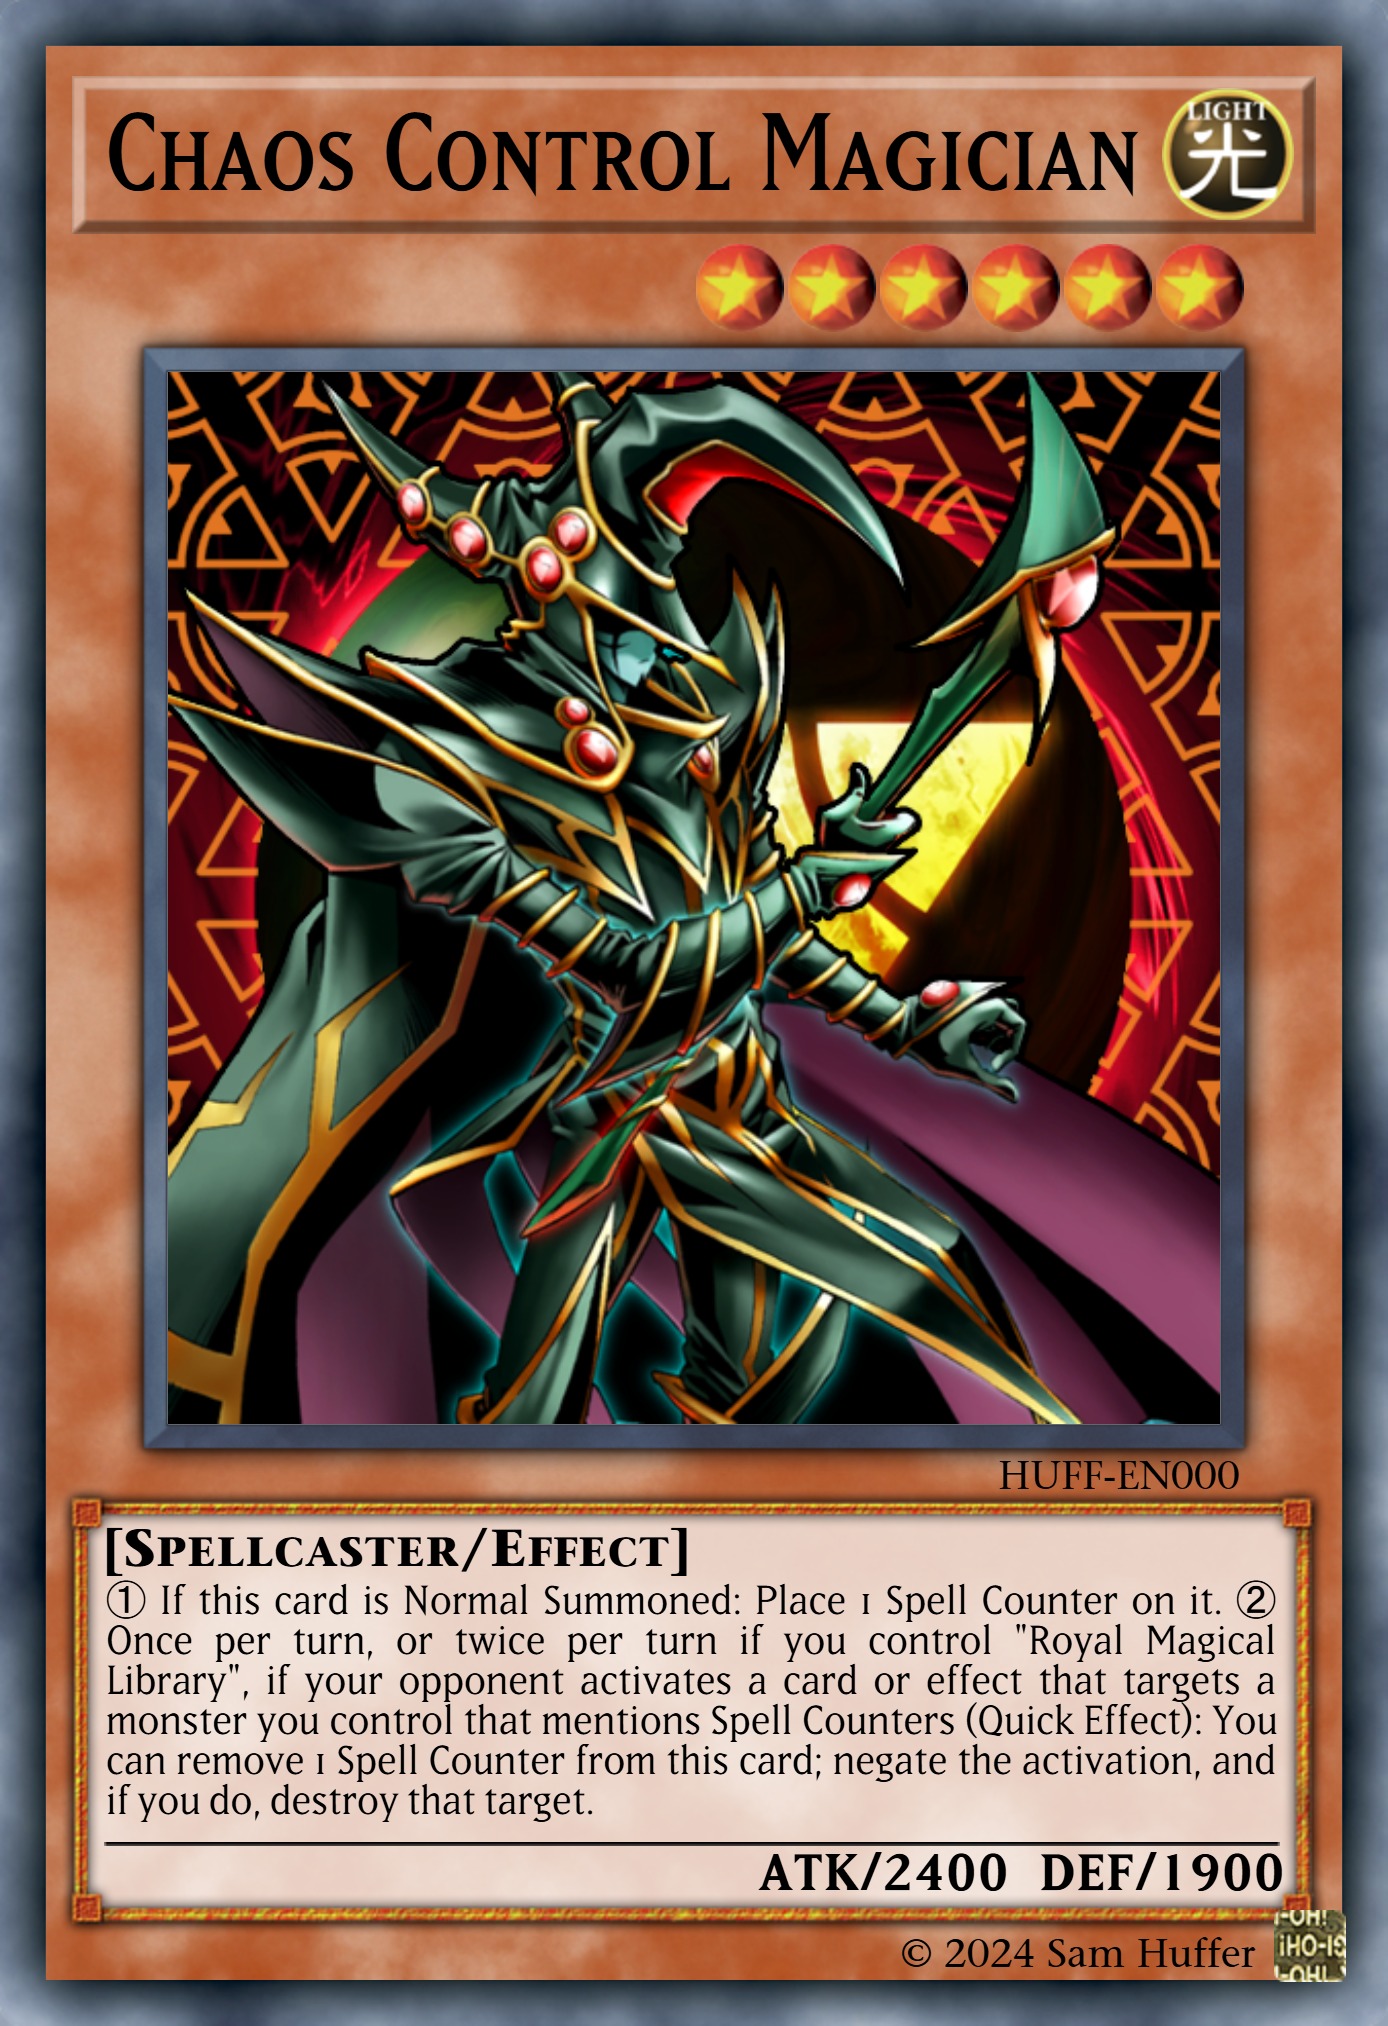 Chaos Control Magician
LIGHT
光
HUFF-EN000
[Spellcaster/Effect]
① If this card is Normal Summoned: Place 1 Spell Counter on it. ②
Once per turn, or twice per turn if you control "Royal Magical
Library", if your opponent activates a card or effect that targets a
monster you control that mentions Spell Counters (Quick Effect): You
can remove 1 Spell Counter from this card; negate the activation, and
if you do, destroy that target.
ATK/2400 DEF/1900
© 2024 Sam Huffer